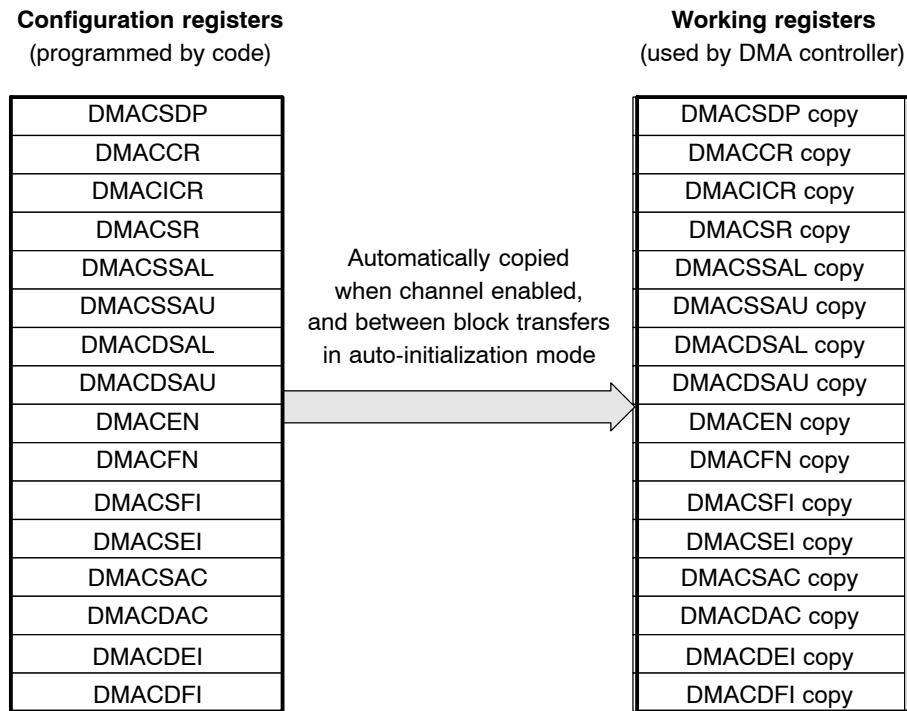 Configuration registers
(programmed by code)
DMACSDP
DMACCR
DMACICR
DMACSR
DMACSSAL
DMACSSAU
DMACDSAL
DMACDSAU
DMACEN
DMACFN
DMACSFI
DMACSEI
DMACSAC
DMACDAC
DMACDEI
DMACDFI
Automatically copied
when channel enabled,
and between block transfers
in auto-initialization mode
Working registers
(used by DMA controller)
DMACSDP copy
DMACCR copy
DMACICR copy
DMACSR copy
DMACSSAL copy
DMACSSAU copy
DMACDSAL copy
DMACDSAU copy
DMACEN copy
DMACFN copy
DMACSFI copy
DMACSEI copy
DMACSAC copy
DMACDAC copy
DMACDEI copy
DMACDFI copy